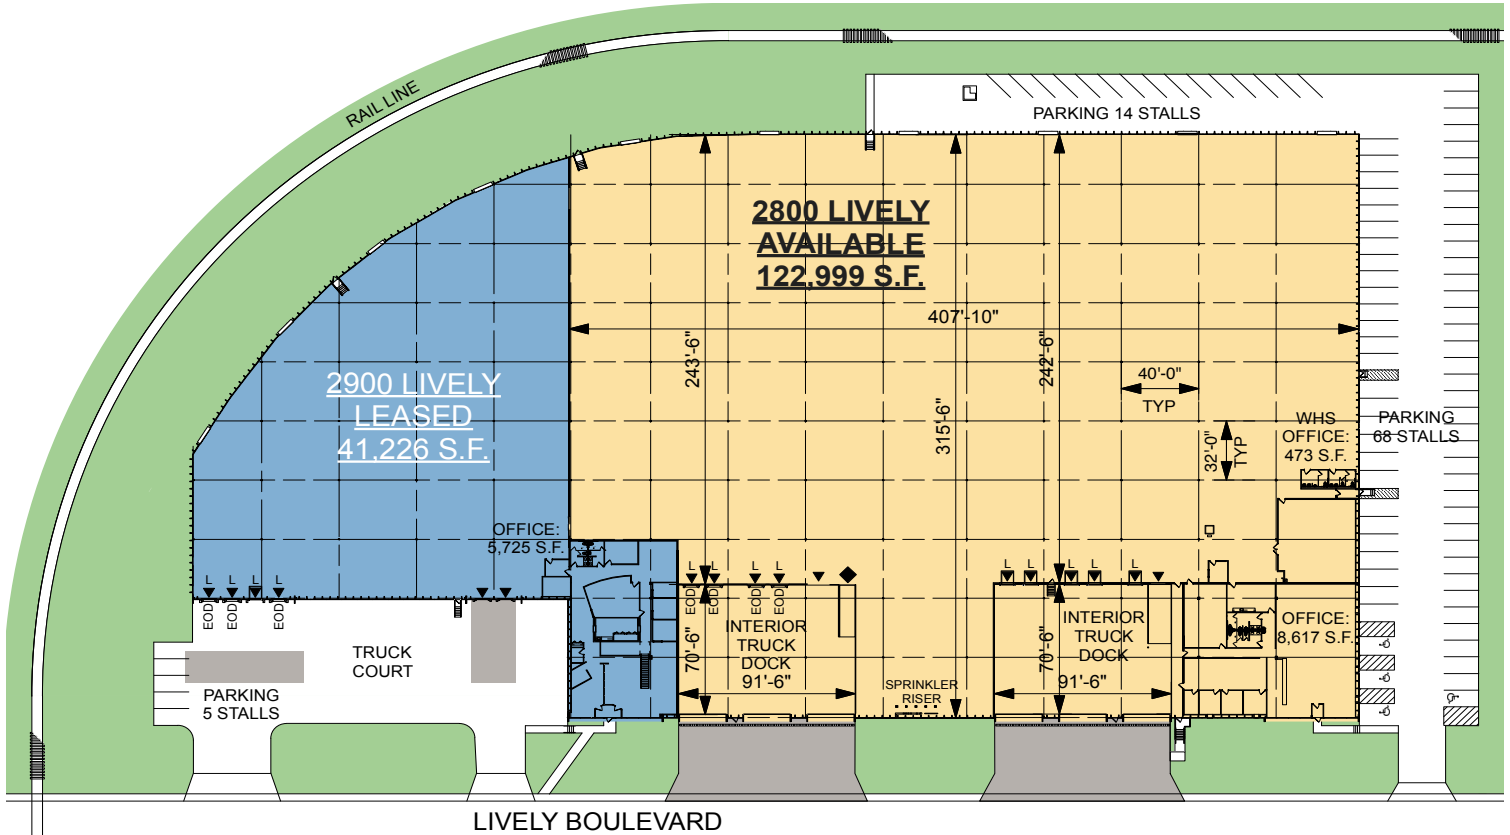 RAIL LINE
PARKING 14 STALLS
2800 LIVELY
AVAILABLE
122,999 S.F.
407'-10"
243'-6"
242'-6"
315'-6"
40'-0"
TYP
32'-0"
TYP
WHS
OFFICE:
473 S.F.
PARKING
68 STALLS
2900 LIVELY
LEASED
41,226 S.F.
OFFICE:
5,725 S.F.
L
L
L
L
EOD
EOD
EOD
L
L
L
L
EOD
EOD
EOD
EOD
L
L
L
L
L
70'-6"
INTERIOR
TRUCK
DOCK
91'-6"
70'-6"
INTERIOR
TRUCK
DOCK
91'-6"
OFFICE:
8,617 S.F.
TRUCK
COURT
PARKING
5 STALLS
SPRINKLER
RISER
LIVELY BOULEVARD